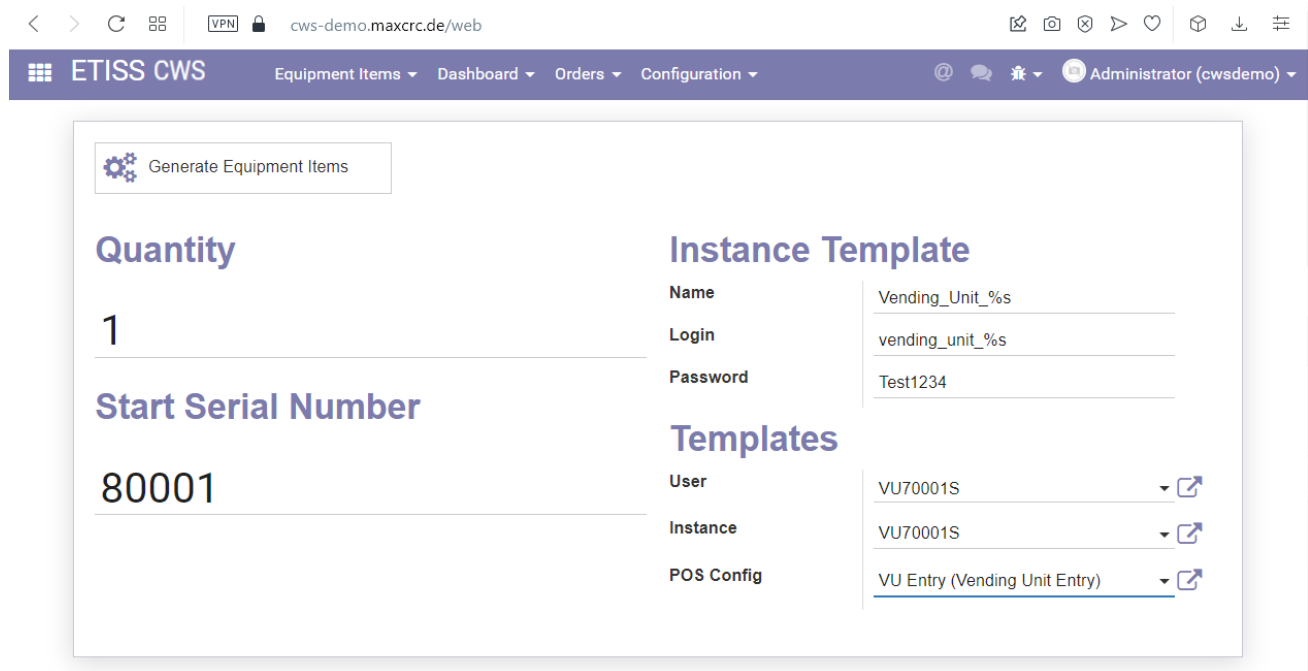 VPN cws-demo.maxcrc.de/web
ETISS CWS Equipment Items Dashboard Orders Configuration @ Administrator (cwsdemo)
Generate Equipment Items
Quantity
1
Start Serial Number
80001
Instance Template
Name Vending_Unit_%s
Login vending_unit_%s
Password Test1234
Templates
User VU70001S
Instance VU70001S
POS Config VU Entry (Vending Unit Entry)